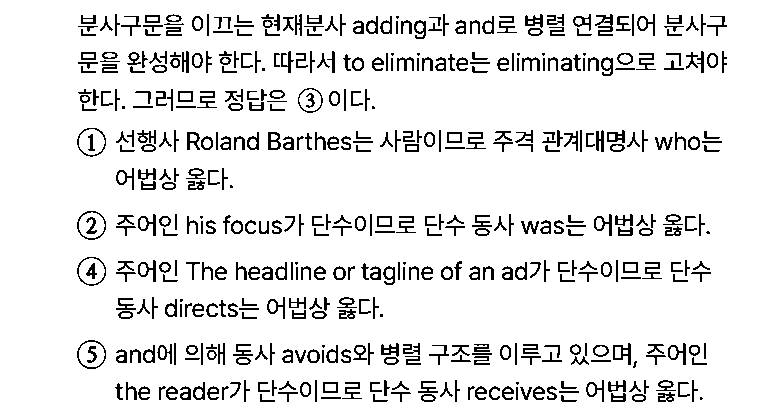 분사구문을 이끄는 현재분사 adding과 and로 병렬 연결되어 분사구
문을 완성해야 한다. 따라서 to eliminate는 eliminating으로 고쳐야
한다. 그러므로 정답은 ③이다.
① 선행사 Roland Barthes는 사람이므로 주격 관계대명사 who는
어법상 옳다.
② 주어인 his focus가 단수이므로 단수 동사 was는 어법상 옳다.
④ 주어인 The headline or tagline of an ad가 단수이므로 단수
동사 directs는 어법상 옳다.
⑤ and에 의해 동사 avoids와 병렬 구조를 이루고 있으며, 주어인
the reader가 단수이므로 단수 동사 receives는 어법상 옳다.